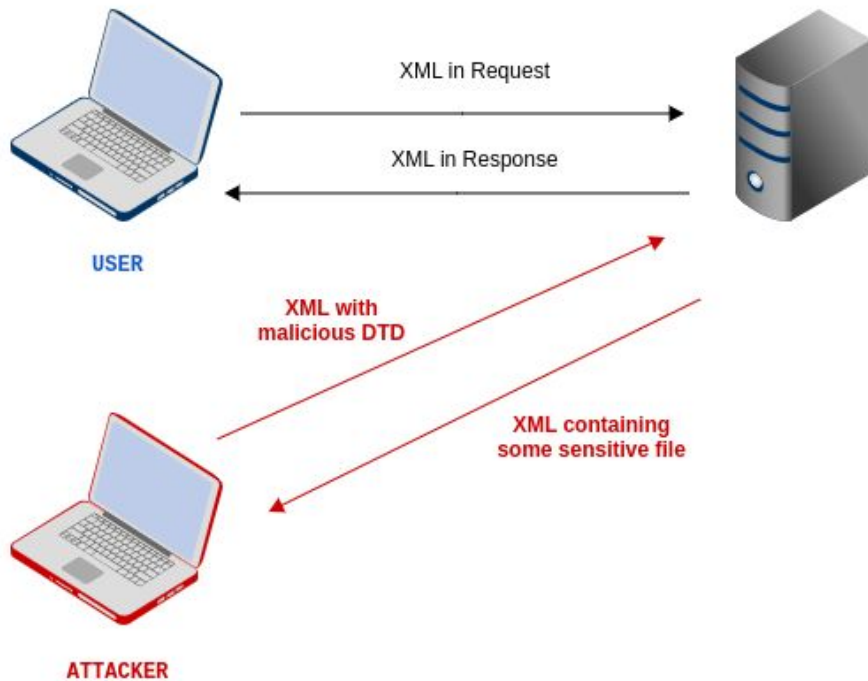 XML in Request
XML in Response
USER
XML with
malicious DTD
XML containing
some sensitive file
ATTACKER